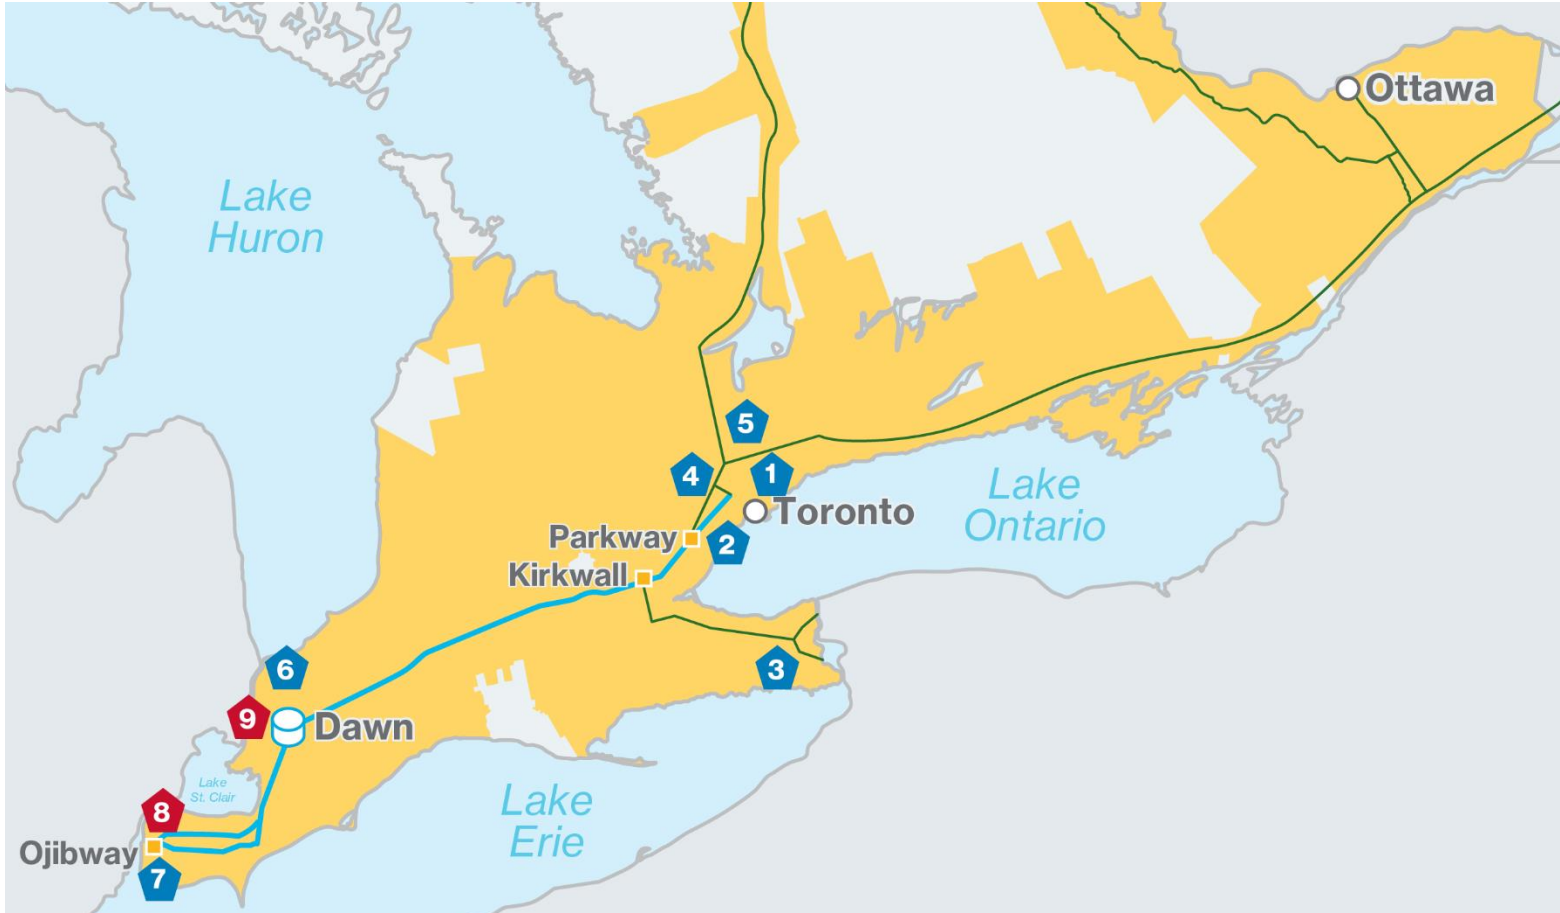 Ottawa
Lake
Huron
5
4
1
Lake
Ontario
Toronto
Parkway
2
Kirkwall
6
3
9
Dawn
Lake
St. Clair
Lake
Erie
8
Ojibway
7